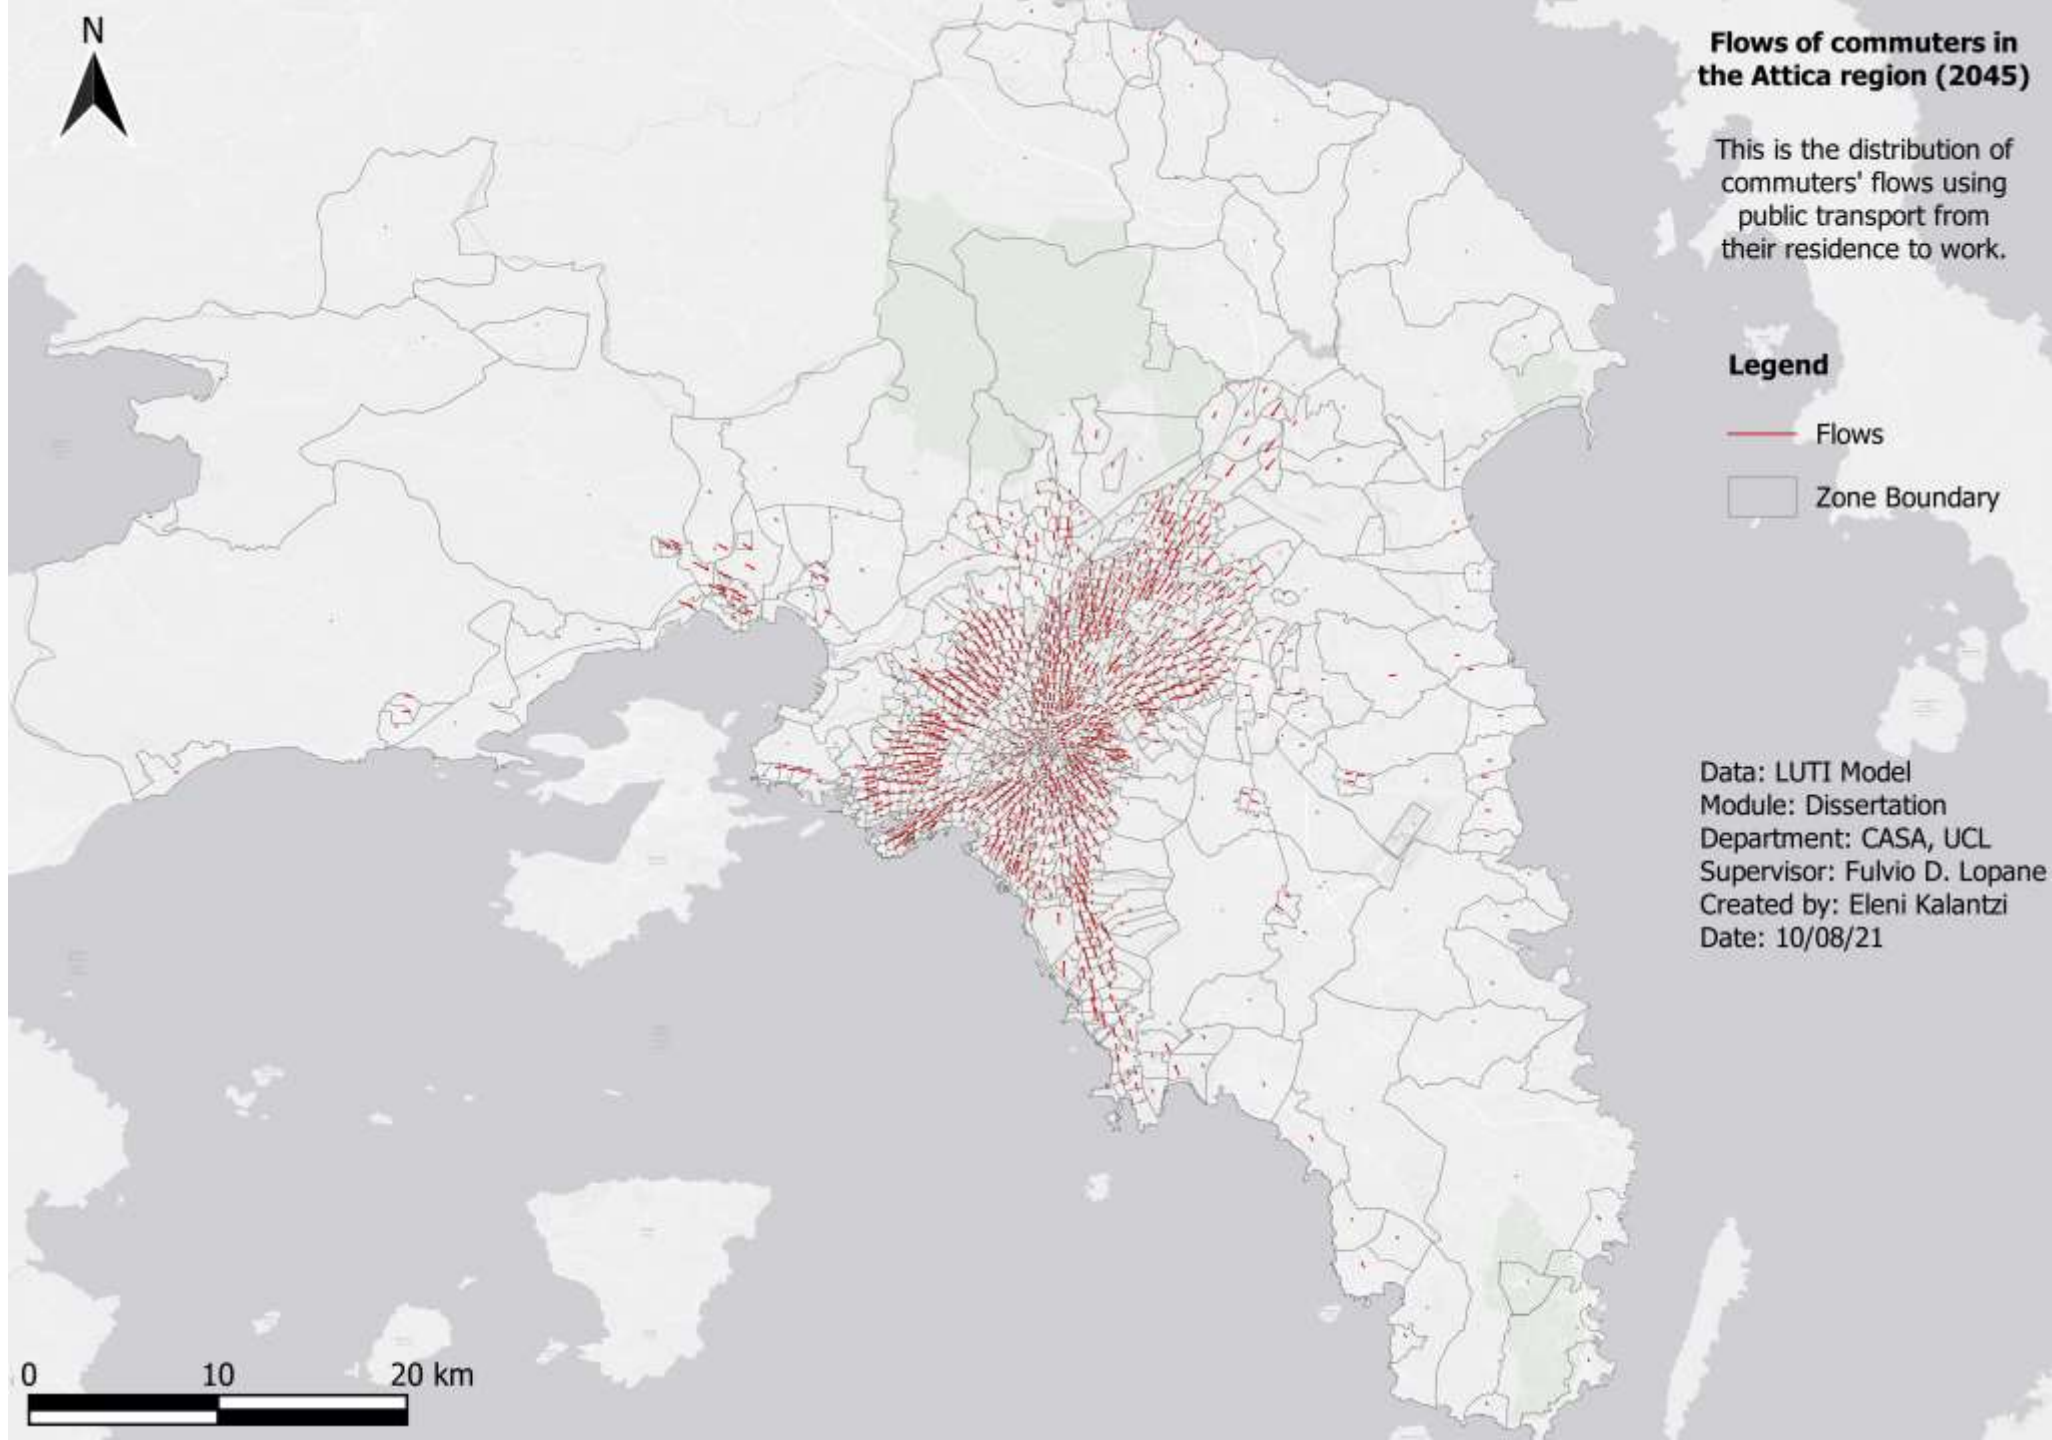 N
Flows of commuters in
the Attica region (2045)
This is the distribution of
commuters' flows using
public transport from
their residence to work.
Legend
Flows
Zone Boundary
Data: LUTI Model
Module: Dissertation
Department: CASA, UCL
Supervisor: Fulvio D. Lopane
Created by: Eleni Kalantzi
Date: 10/08/21
0 10 20 km